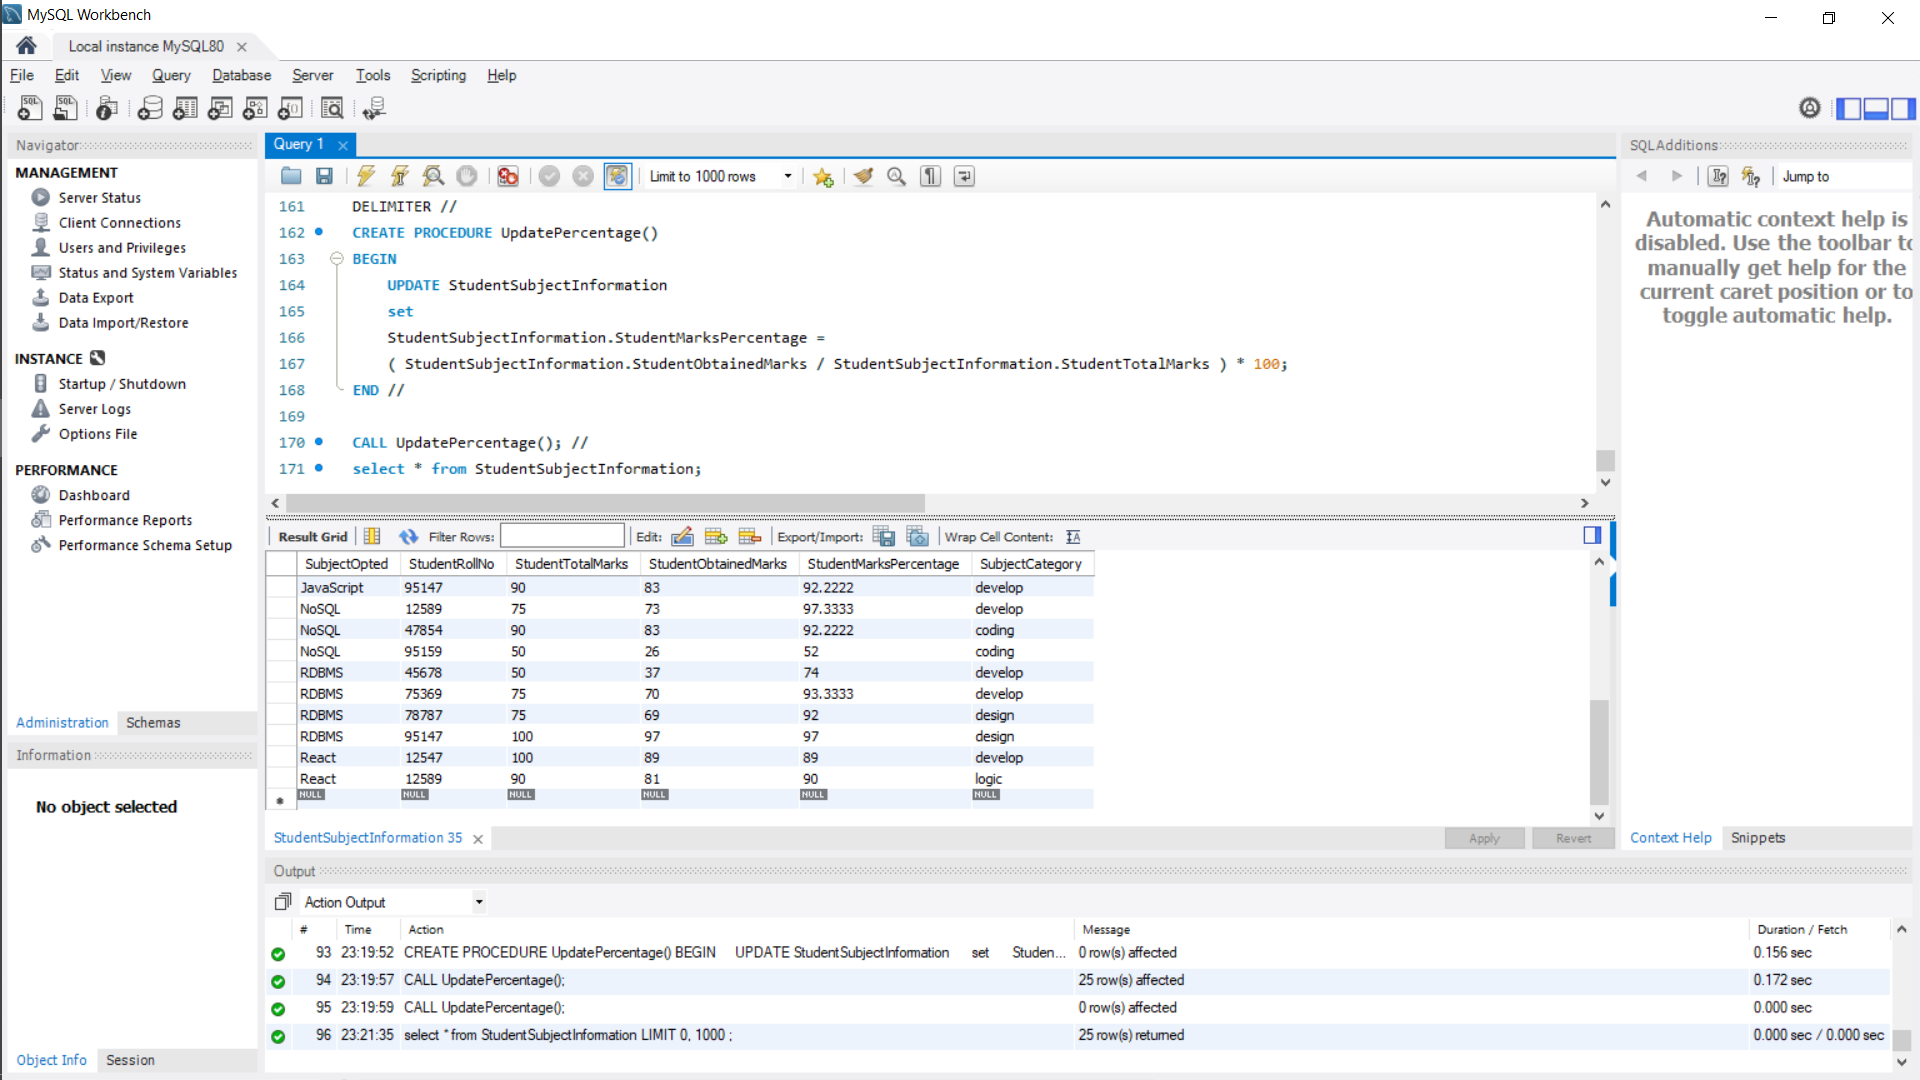 MySQL Workbench
Local instance MySQL80
File Edit View Query Database Server Tools Scripting Help
Navigator
MANAGEMENT
Server Status
Client Connections
Users and Privileges
Status and System Variables
Data Export
Data Import/Restore
INSTANCE
Startup / Shutdown
Server Logs
Options File
PERFORMANCE
Dashboard
Performance Reports
Performance Schema Setup
Administration Schemas
Information
No object selected
Object Info Session
Query 1
Limit to 1000 rows
161 DELIMITER //
162 CREATE PROCEDURE UpdatePercentage()
163 BEGIN
164 UPDATE StudentSubjectInformation
165 set
166 StudentSubjectInformation.StudentMarksPercentage =
167 ( StudentSubjectInformation.StudentObtainedMarks / StudentSubjectInformation.StudentTotalMarks ) * 100;
168 END //
169
170 CALL UpdatePercentage(); //
171 select * from StudentSubjectInformation;
Result Grid Filter Rows: Edit: Export/Import: Wrap Cell Content:
SubjectOpted StudentRollNo StudentTotalMarks StudentObtainedMarks StudentMarksPercentage SubjectCategory
JavaScript 95147 90 83 92.2222 develop
NoSQL 12589 75 73 97.3333 develop
NoSQL 47854 90 83 92.2222 coding
NoSQL 95159 50 26 52 coding
RDBMS 45678 50 37 74 develop
RDBMS 75369 75 70 93.3333 develop
RDBMS 78787 75 69 92 design
RDBMS 95147 100 97 97 design
React 12547 100 89 89 develop
React 12589 90 81 90 logic
NULL NULL NULL NULL NULL NULL
StudentSubjectInformation 35
Apply Revert
SQLAdditions
Jump to
Automatic context help is
disabled. Use the toolbar to
manually get help for the
current caret position or to
toggle automatic help.
Context Help Snippets
Output
Action Output
# Time Action Message Duration / Fetch
93 23:19:52 CREATE PROCEDURE UpdatePercentage() BEGIN UPDATE StudentSubjectInformation set Studen... 0 row(s) affected 0.156 sec
94 23:19:57 CALL UpdatePercentage(); 25 row(s) affected 0.172 sec
95 23:19:59 CALL UpdatePercentage(); 0 row(s) affected 0.000 sec
96 23:21:35 select * from StudentSubjectInformation LIMIT 0, 1000 ; 25 row(s) returned 0.000 sec / 0.000 sec